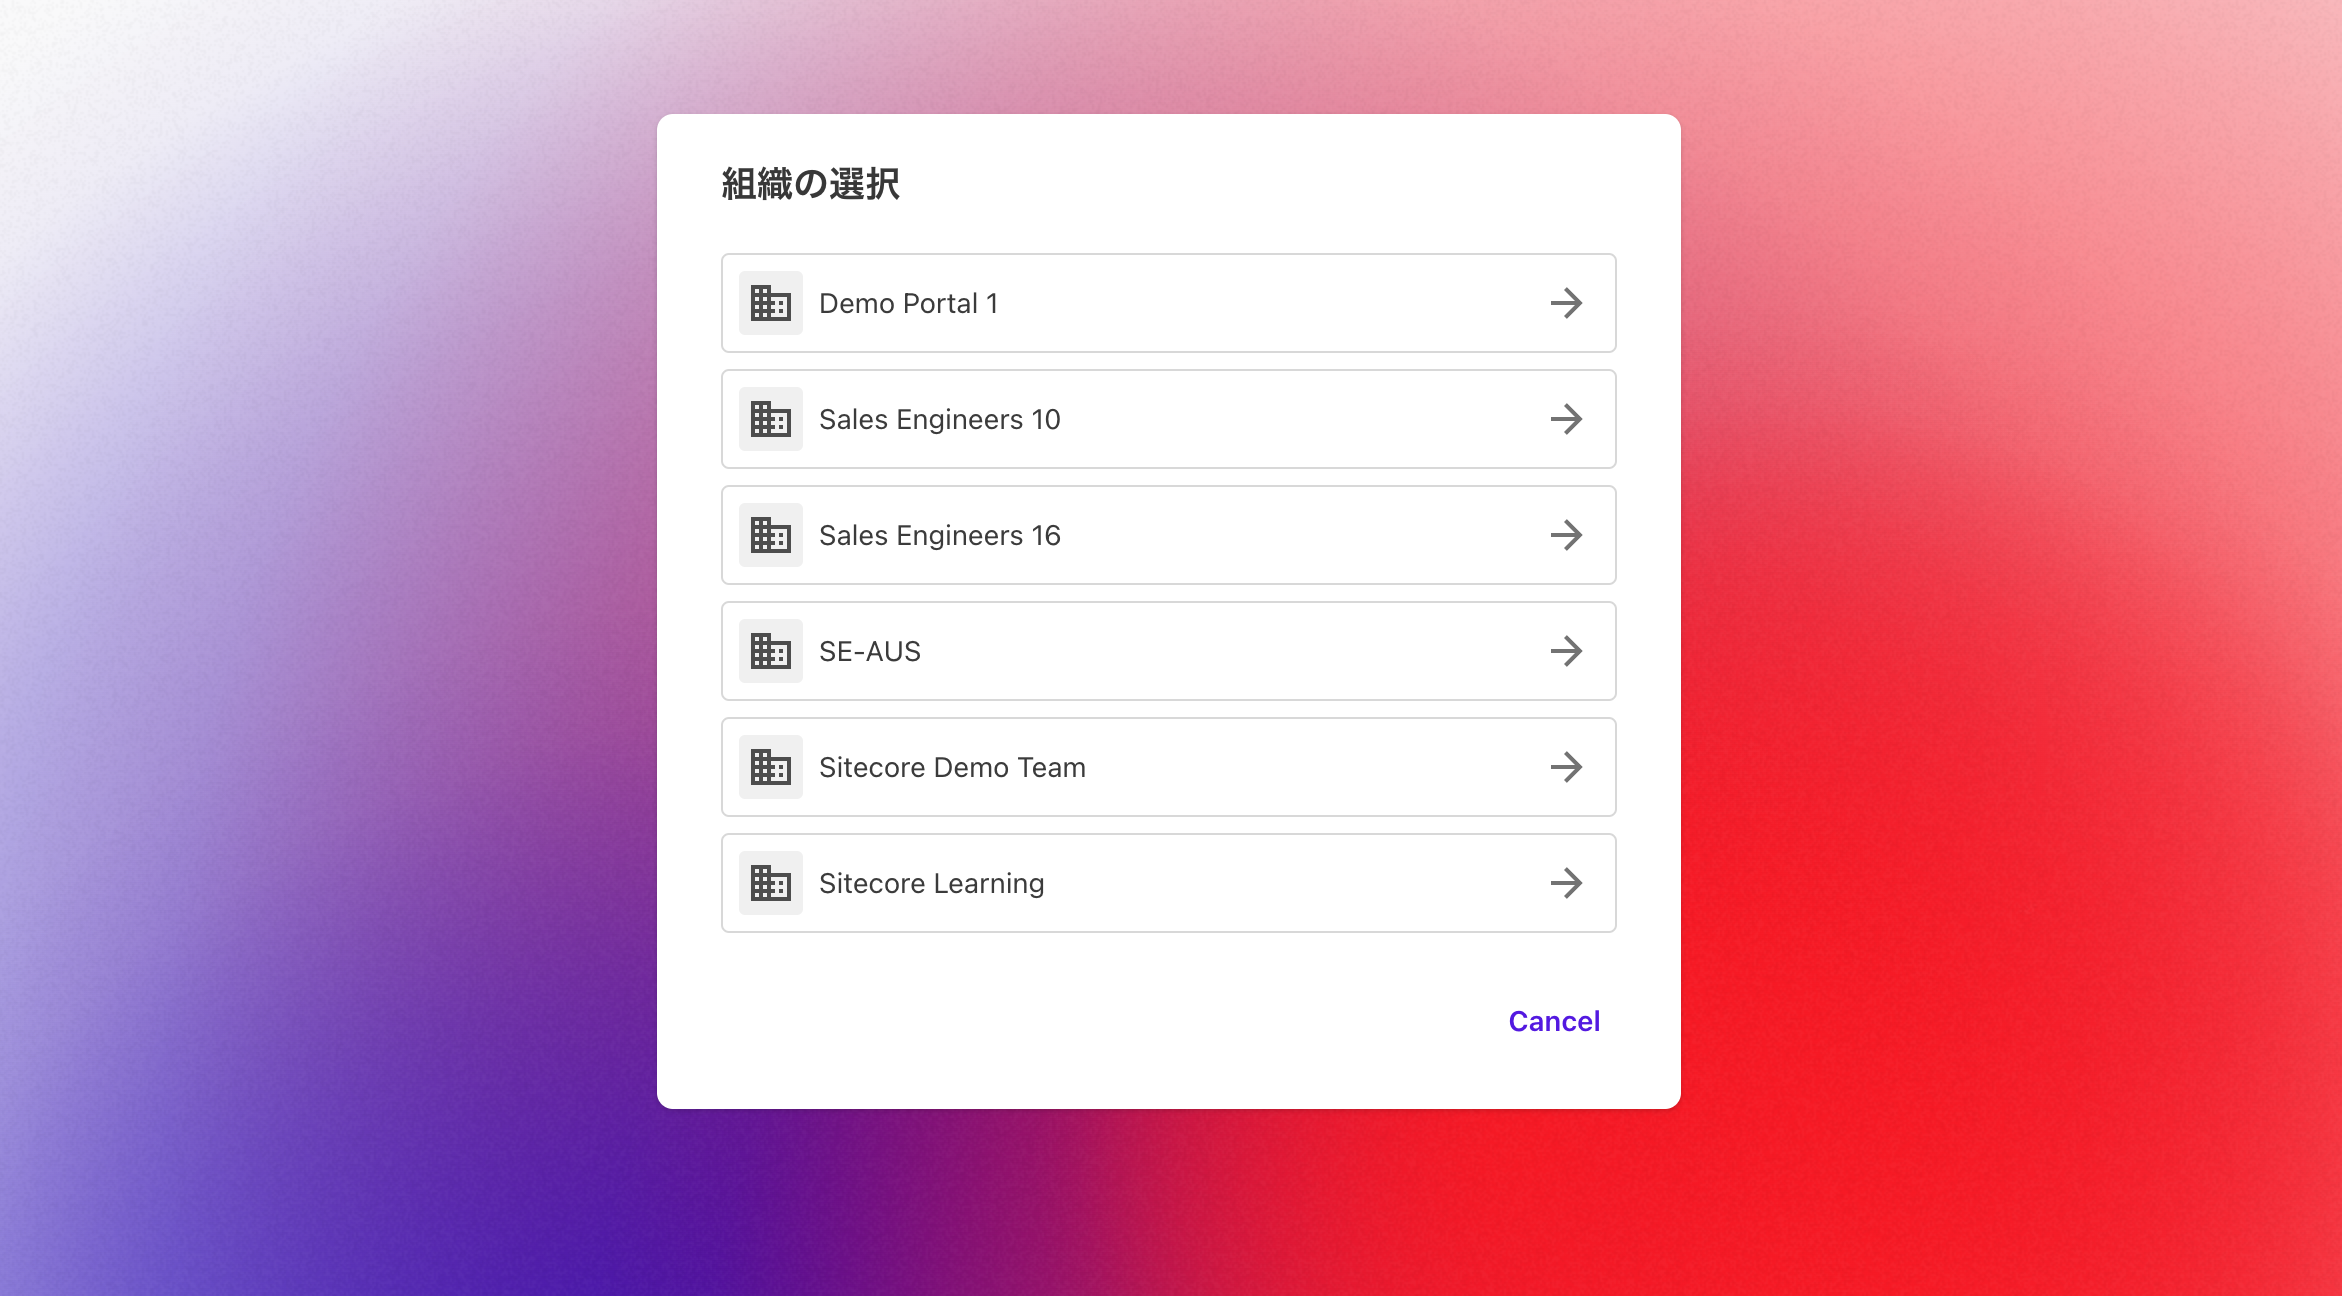 組織の選択
Demo Portal 1
Sales Engineers 10
Sales Engineers 16
SE-AUS
Sitecore Demo Team
Sitecore Learning
Cancel